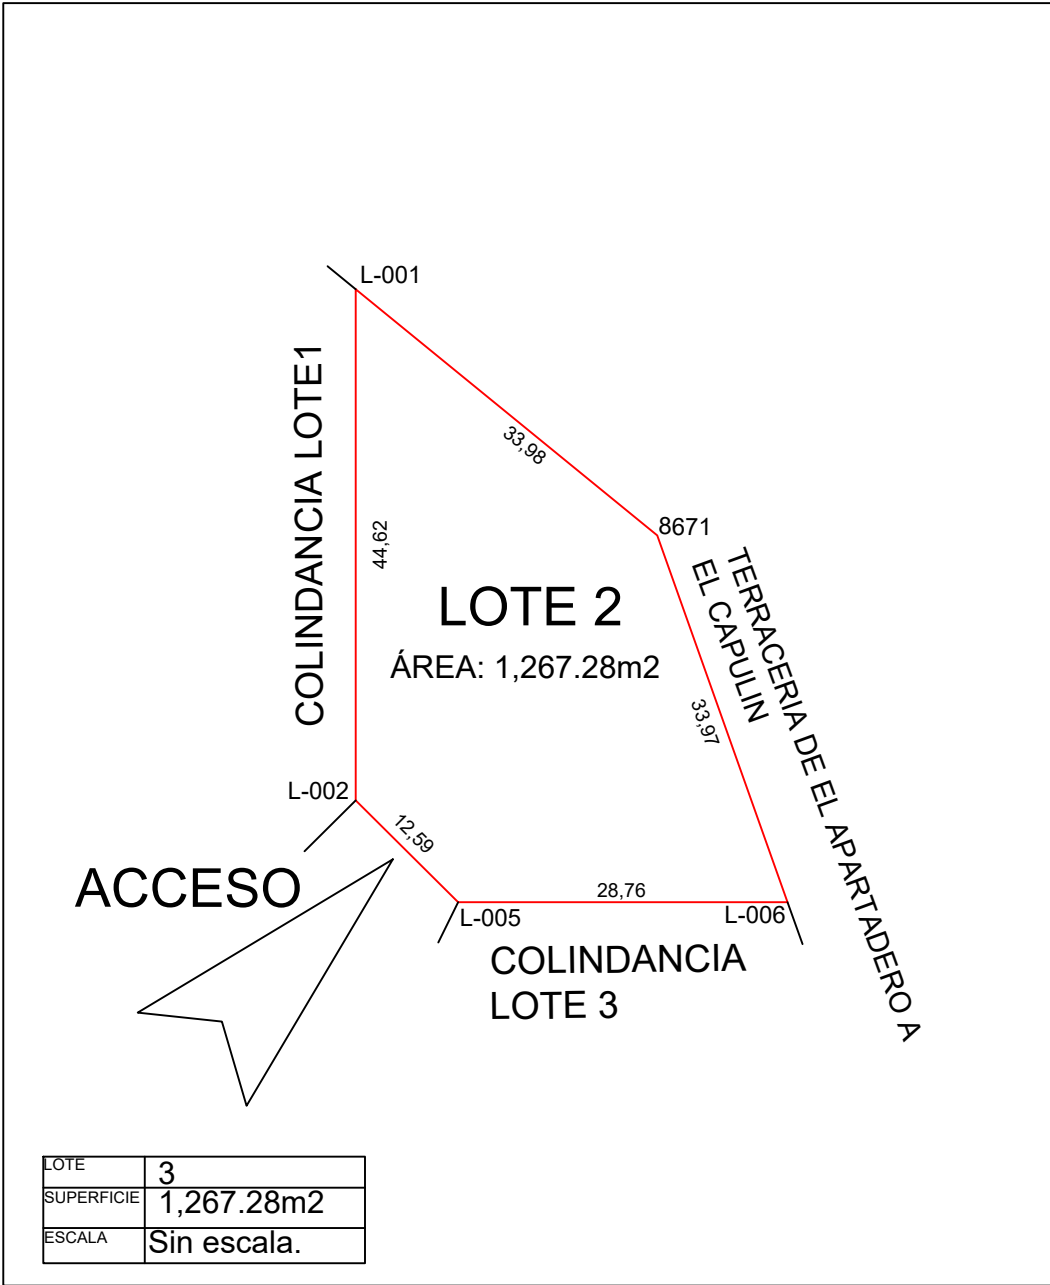 L-001
COLINDANCIA LOTE1
33,98
44,62
8671
TERRACERIA DE EL APARTADERO A
EL CAPULIN
LOTE 2
ÁREA: 1,267.28m2
33,97
L-002
12,59
ACCESO
28,76
L-005
L-006
COLINDANCIA
LOTE 3
LOTE 3
SUPERFICIE 1,267.28m2
ESCALA Sin escala.